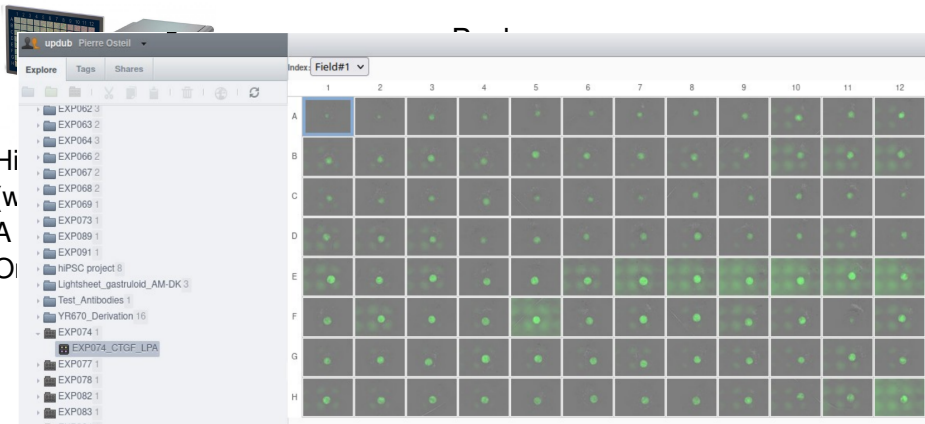 updub Pierre Osteil
Explore Tags Shares
Index: Field#1
1 2 3 4 5 6 7 8 9 10 11 12
A
B
C
D
E
F
G
H
EXP062 3
EXP063 2
EXP064 3
EXP066 2
EXP067 2
EXP068 2
EXP069 1
EXP073 1
EXP089 1
EXP091 1
hiPSC project 8
Lightsheet_gastruloid_AM-DK 3
Test_Antibodies 1
YR670_Derivation 16
EXP074 1
EXP074_CTGF_LPA
EXP077 1
EXP078 1
EXP082 1
EXP083 1
Hi
(w
A